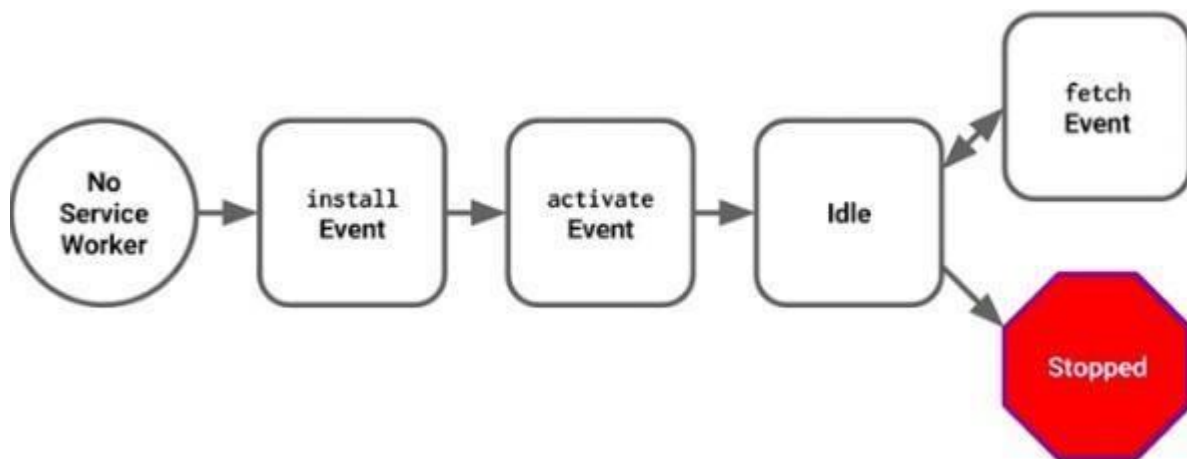 No
Service
Worker
install
Event
activate
Event
Idle
fetch
Event
Stopped